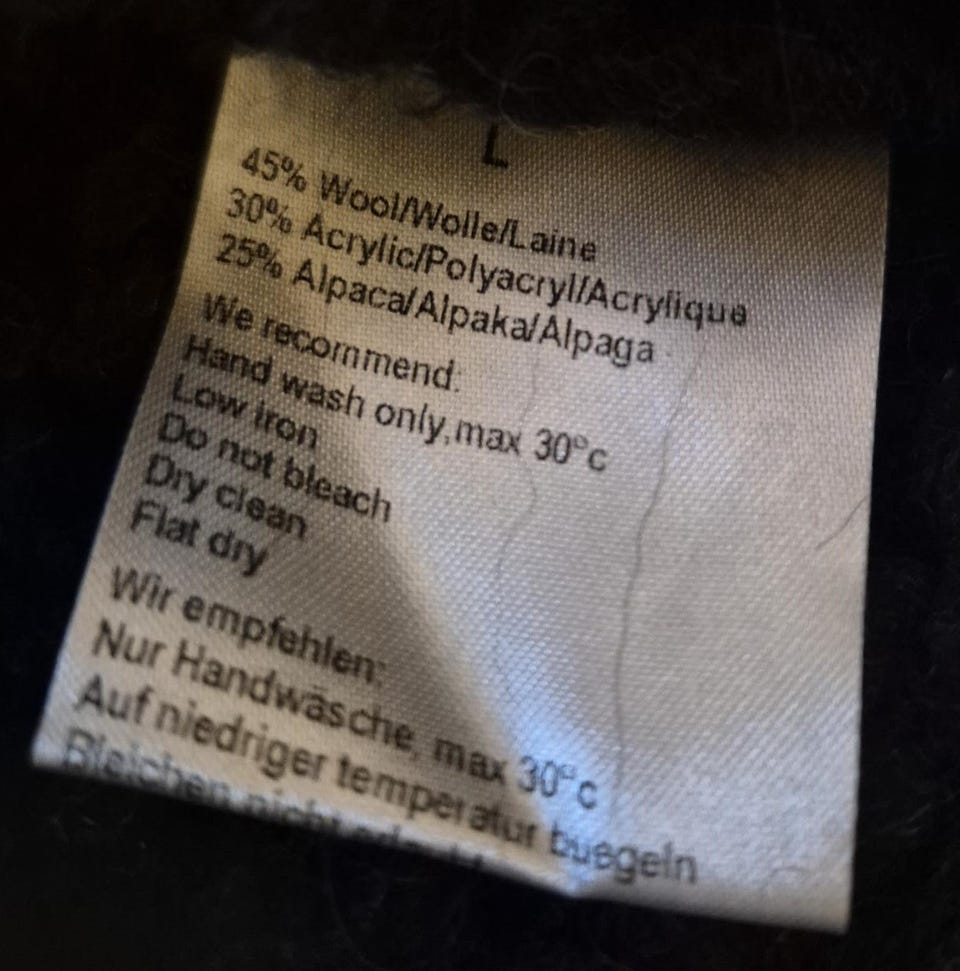 L
45% Wool/Wolle/Laine
30% Acrylic/Polyacryl/Acrylique
25% Alpaca/Alpaka/Alpaga
We recommend:
Hand wash only,max 30°c
Low iron
Do not bleach
Dry clean
Flat dry
Wir empfehlen:
Nur Handwäsche, max 30°c
Auf niedriger temperatur buegeln
Bleichen nicht